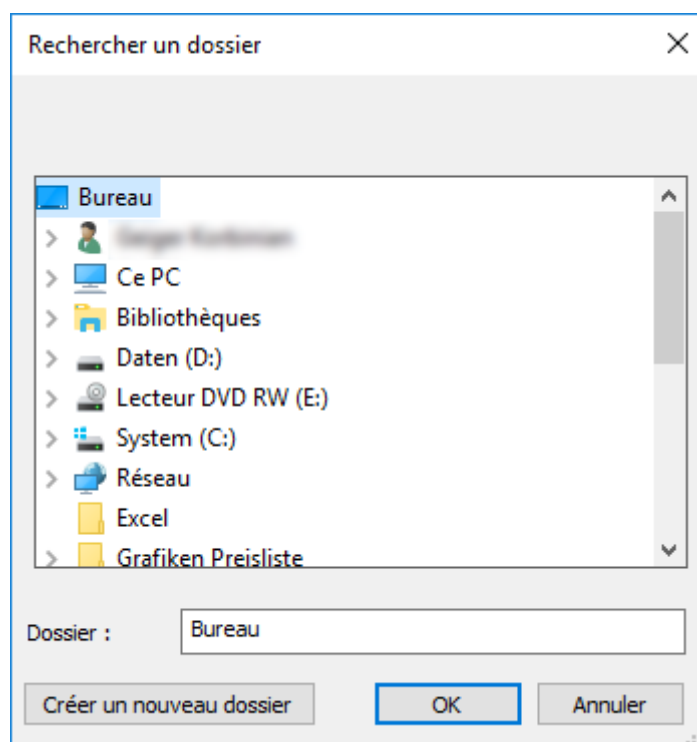 Rechercher un dossier
Bureau
Ce PC
Bibliothèques
Daten (D:)
Lecteur DVD RW (E:)
System (C:)
Réseau
Excel
Grafiken Preisliste
Dossier :
Bureau
Créer un nouveau dossier
OK
Annuler